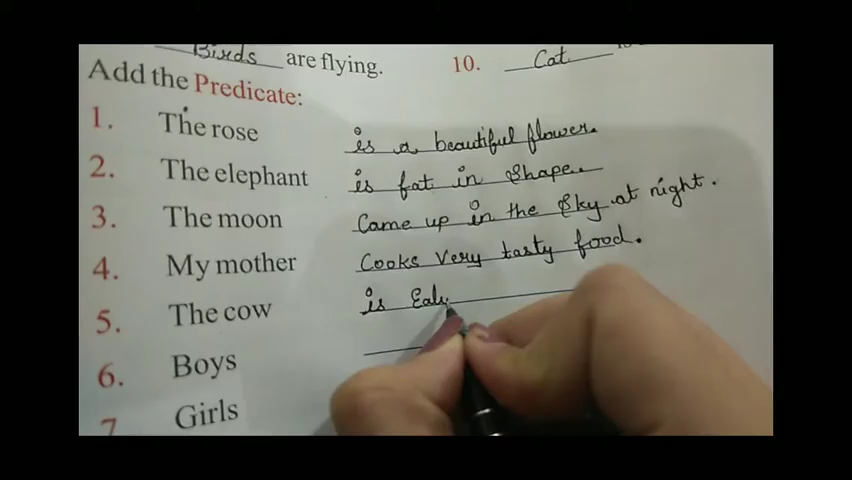 Birds are flying. 10. Cat
Add the Predicate:
1. The rose is a beautiful flower.
2. The elephant is fat in Shape.
3. The moon Came up in the Sky at night.
4. My mother Cooks Very tasty food.
5. The cow is
6. Boys
7 Girls